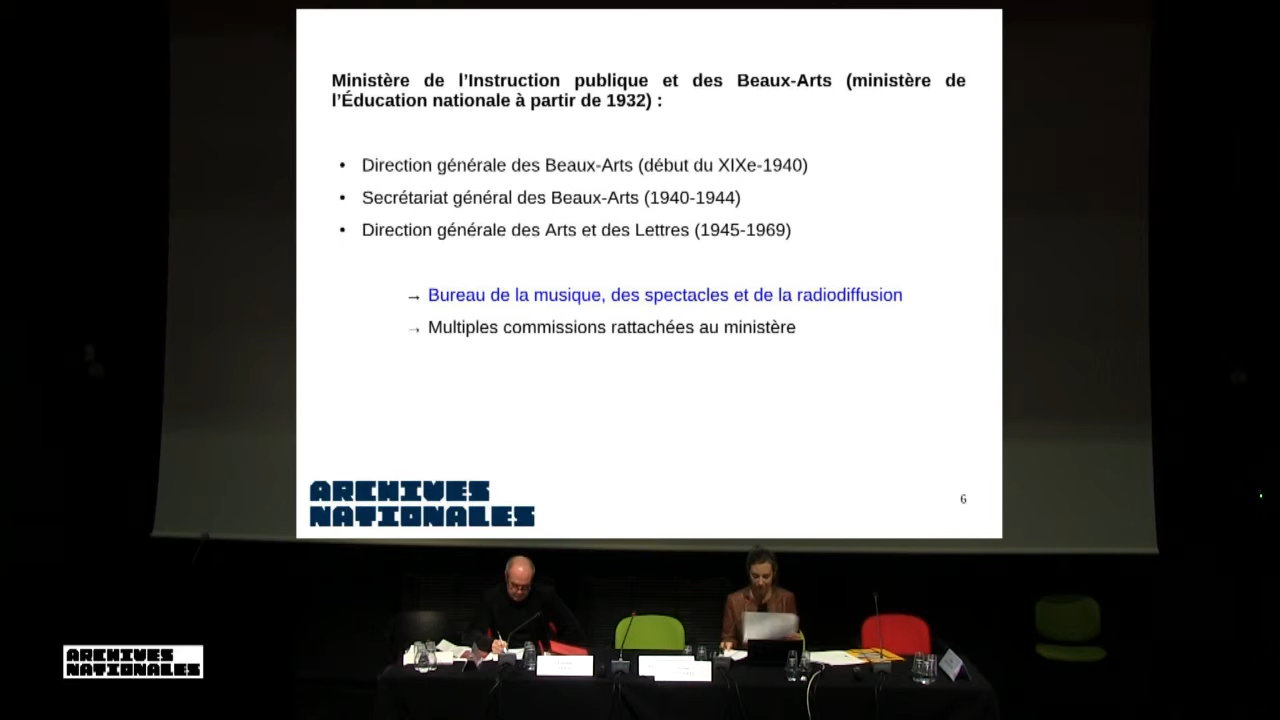 Ministère de l’Instruction publique et des Beaux-Arts (ministère de
l’Éducation nationale à partir de 1932) :
• Direction générale des Beaux-Arts (début du XIXe-1940)
• Secrétariat général des Beaux-Arts (1940-1944)
• Direction générale des Arts et des Lettres (1945-1969)
→ Bureau de la musique, des spectacles et de la radiodiffusion
→ Multiples commissions rattachées au ministère
ARCHIVES
NATIONALES
6
ARCHIVES
NATIONALES